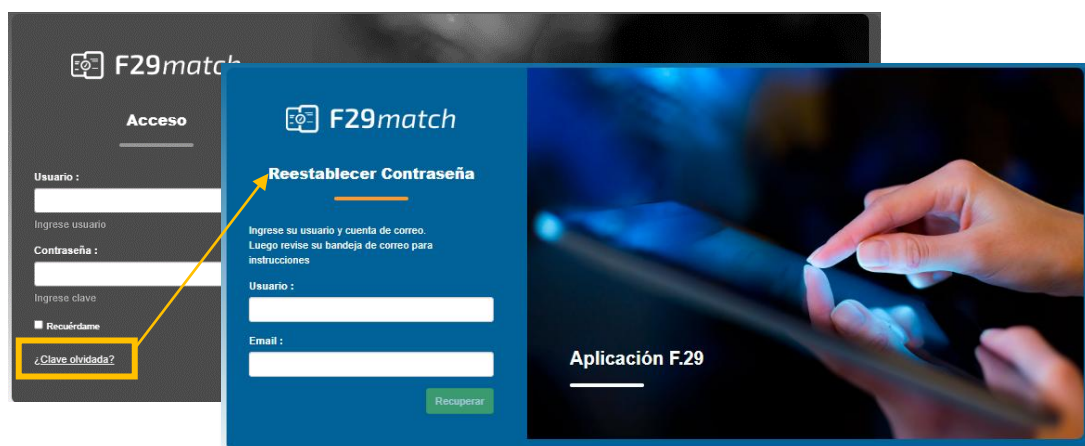 F29match
Acceso
Usuario :
Ingrese usuario
Contraseña :
Ingrese clave
Recuérdame
¿Clave olvidada?
F29match
Reestablecer Contraseña
Ingrese su usuario y cuenta de correo.
Luego revise su bandeja de correo para
instrucciones
Usuario :
Email :
Recuperar
Aplicación F.29